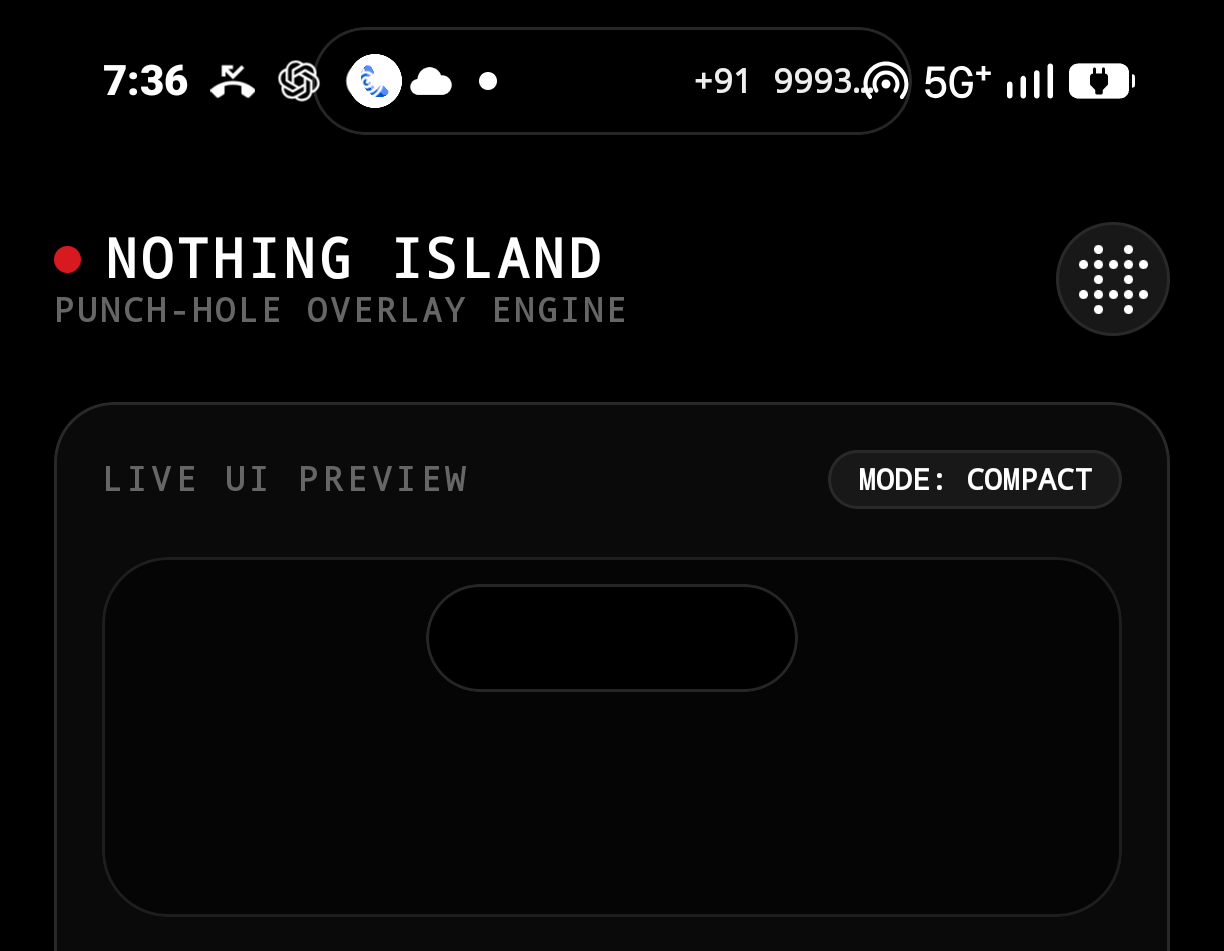 7:36 +91 9993… 5G+
NOTHING ISLAND
PUNCH-HOLE OVERLAY ENGINE
LIVE UI PREVIEW MODE: COMPACT